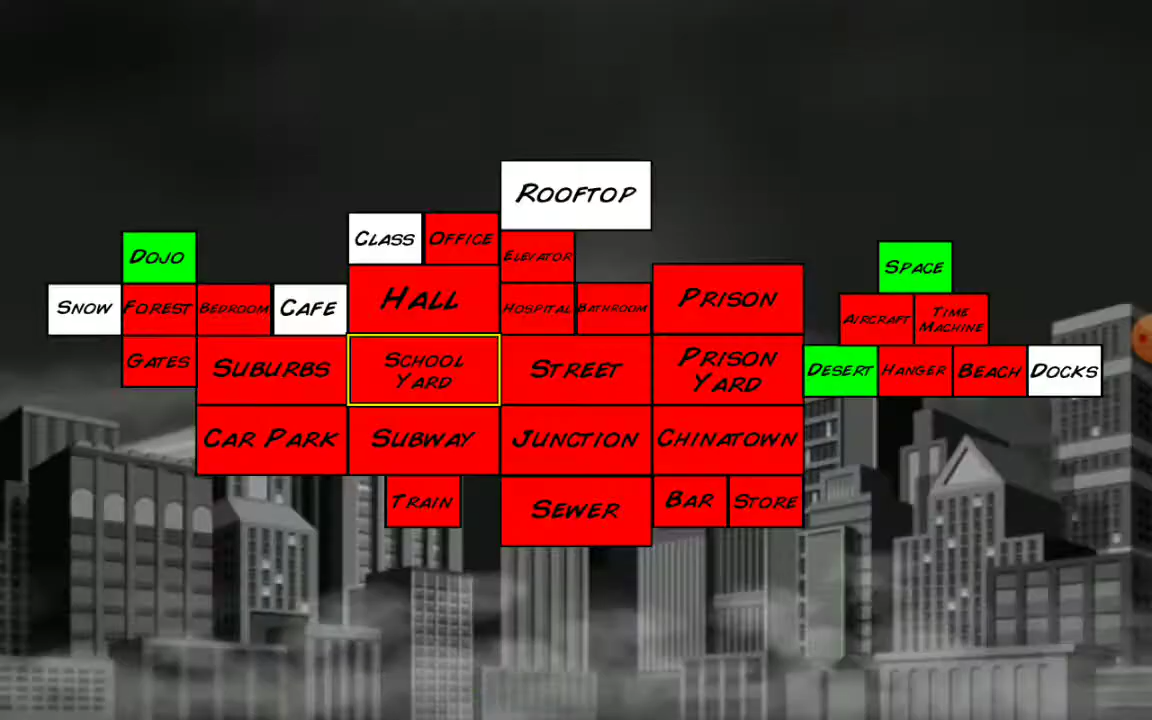 Rooftop
Class
Office
Dojo
Elevator
Space
Snow
Forest
Bedroom
Cafe
Hall
Hospital
Bathroom
Prison
Aircraft
Time
Machine
Gates
Suburbs
School
Yard
Street
Prison
Yard
Desert
Hanger
Beach
Docks
Car Park
Subway
Junction
Chinatown
Train
Sewer
Bar
Store